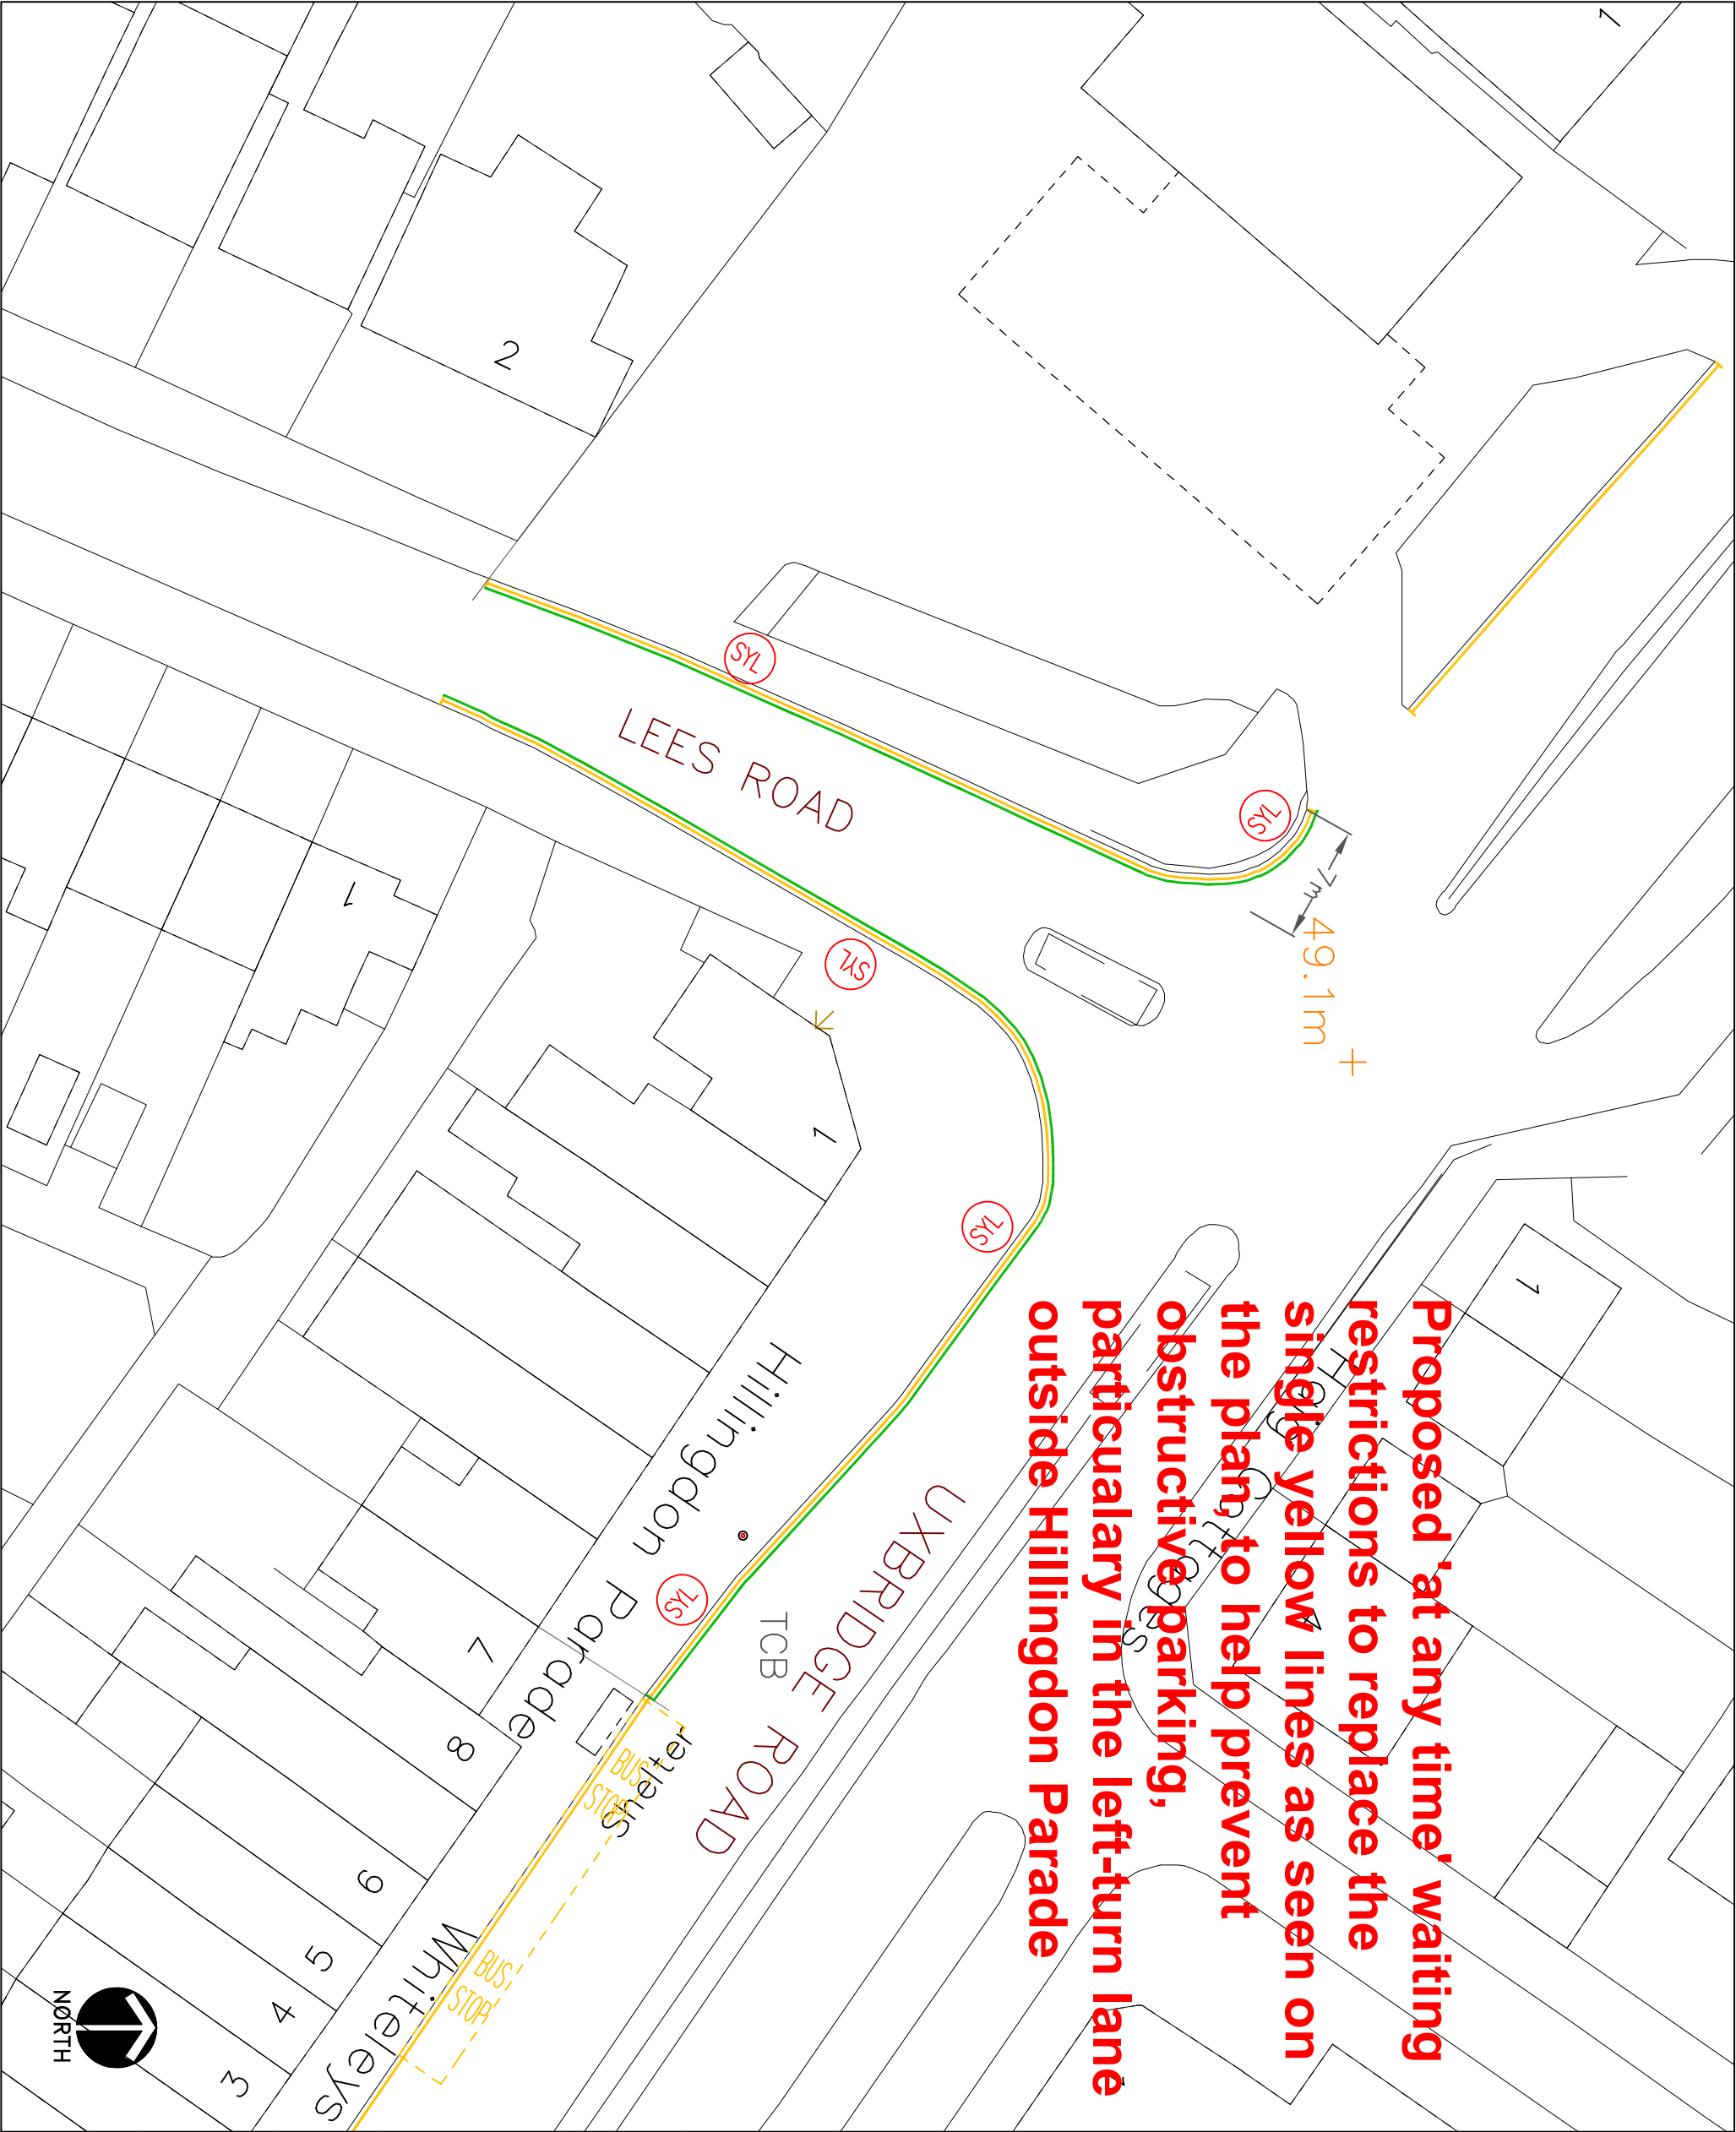 Proposed 'at any time' waiting
restrictions to replace the
single yellow lines as seen on
the plan, to help prevent
obstructive parking,
particualary in the left-turn lane
outside Hillingdon Parade
1
2
LEES ROAD
SYL
SYL
SYL
SYL
SYL
7m
49.1m +
1
1
1
4
High Cottages
UXBRIDGE ROAD
TCB
Hillingdon Parade
Shelter
BUS
STOP
BUS
STOP
7
8
6
5
4
3
Whiteleys
NORTH